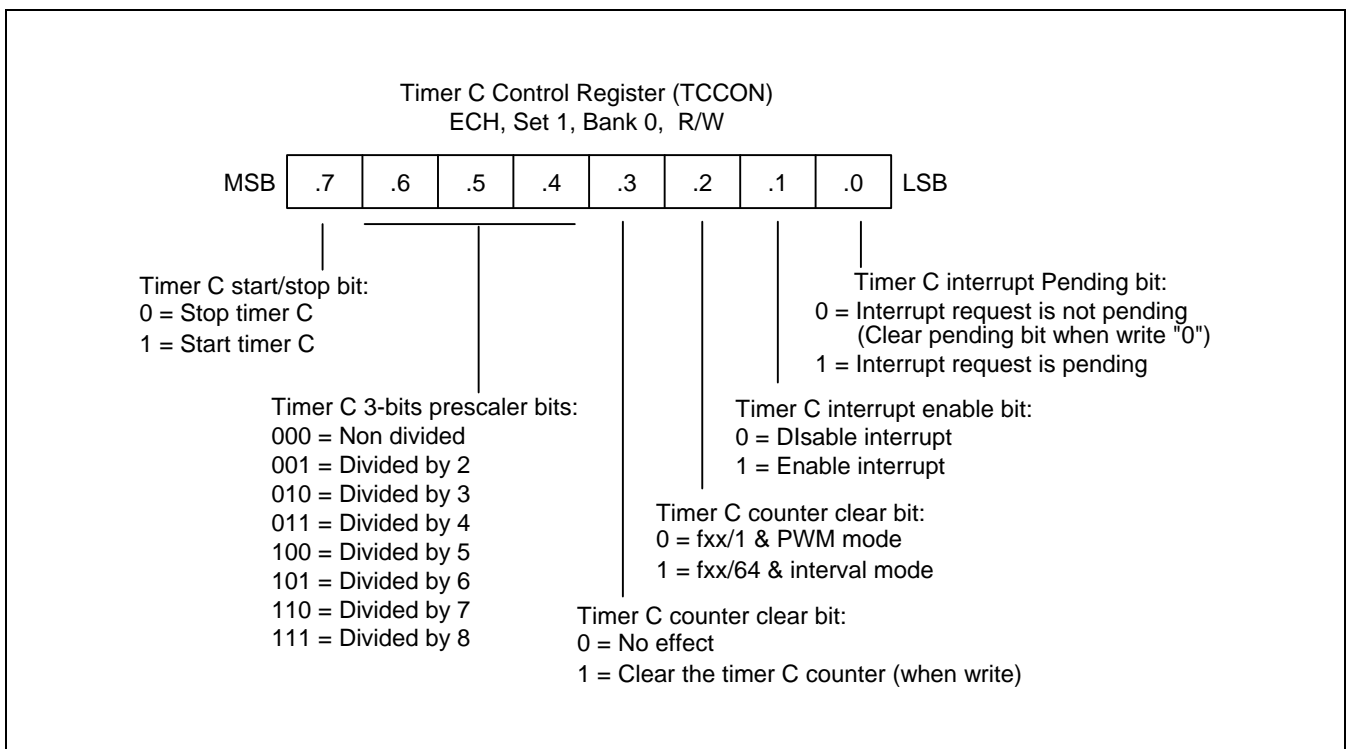 Timer C Control Register (TCCON)
ECH, Set 1, Bank 0, R/W
MSB .7 .6 .5 .4 .3 .2 .1 .0 LSB
Timer C start/stop bit:
0 = Stop timer C
1 = Start timer C
Timer C interrupt Pending bit:
0 = Interrupt request is not pending
(Clear pending bit when write "0")
1 = Interrupt request is pending
Timer C 3-bits prescaler bits:
000 = Non divided
001 = Divided by 2
010 = Divided by 3
011 = Divided by 4
100 = Divided by 5
101 = Divided by 6
110 = Divided by 7
111 = Divided by 8
Timer C interrupt enable bit:
0 = DIsable interrupt
1 = Enable interrupt
Timer C counter clear bit:
0 = fxx/1 & PWM mode
1 = fxx/64 & interval mode
Timer C counter clear bit:
0 = No effect
1 = Clear the timer C counter (when write)